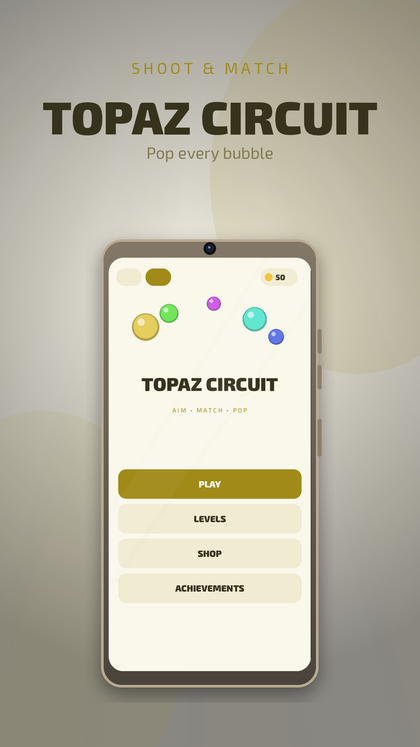 SHOOT & MATCH
TOPAZ CIRCUIT
Pop every bubble
50
TOPAZ CIRCUIT
AIM • MATCH • POP
PLAY
LEVELS
SHOP
ACHIEVEMENTS